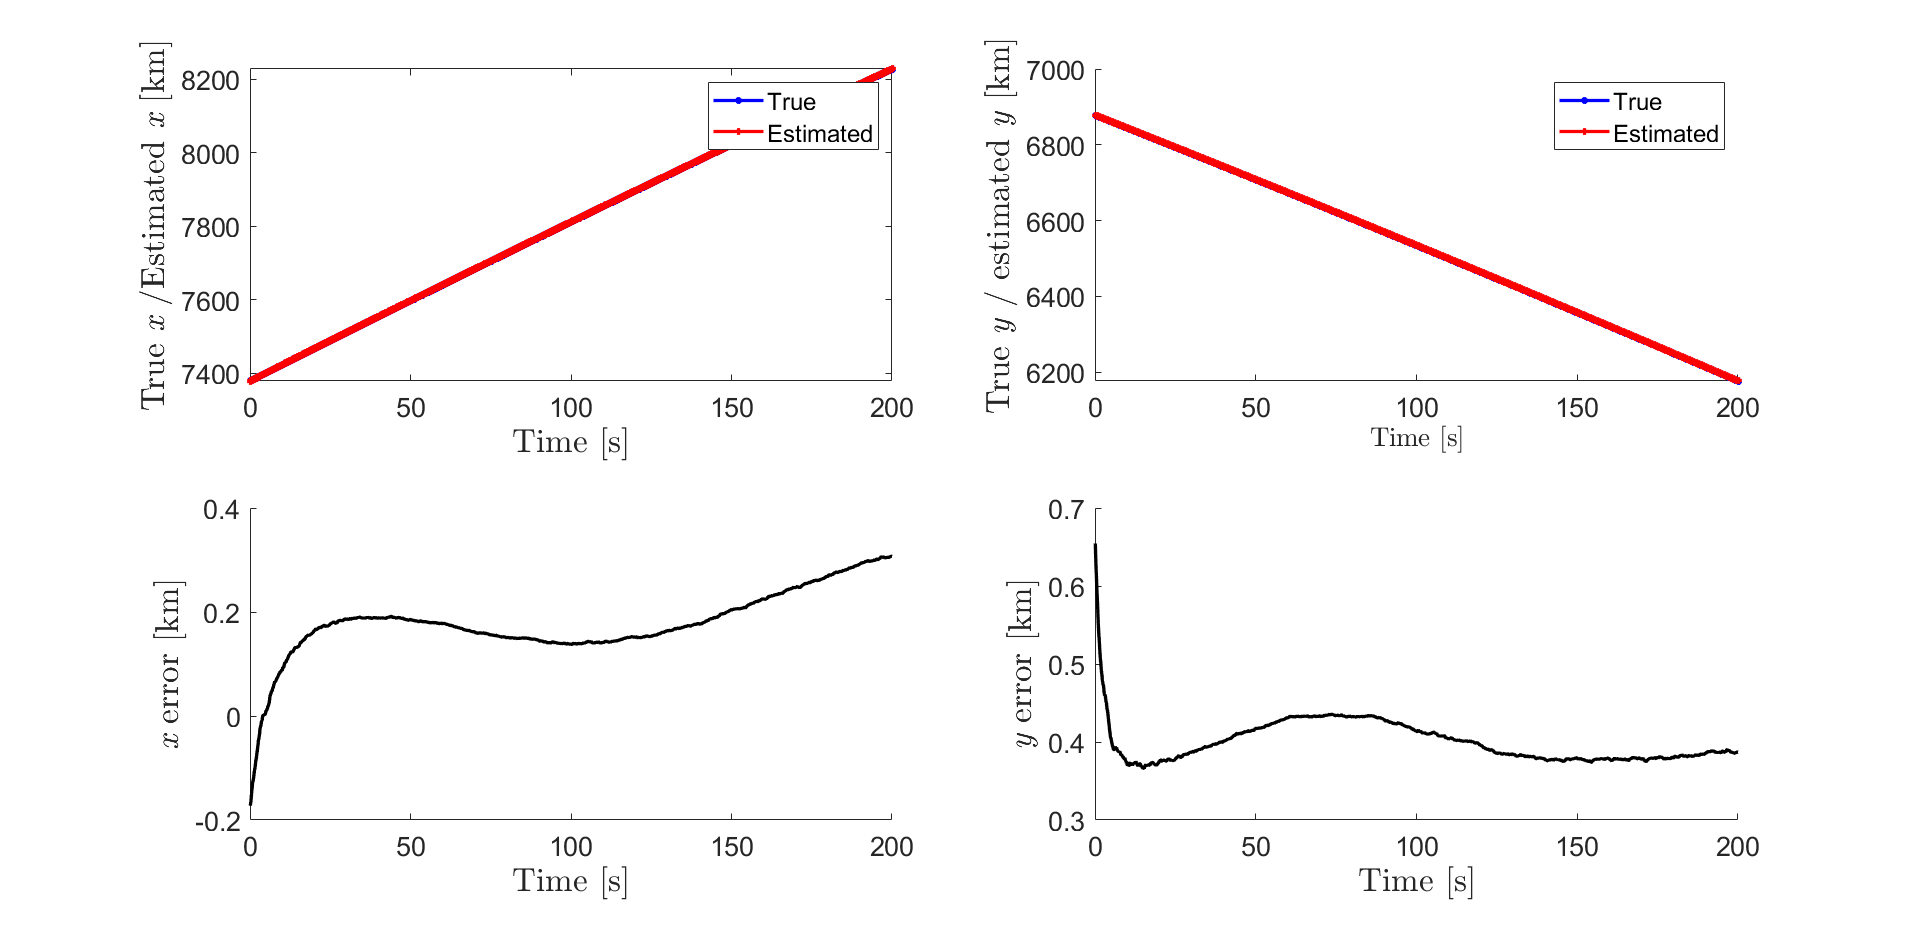 True x /Estimated x [km]
8200
8000
7800
7600
7400
True
Estimated
0 50 100 150 200
Time [s]
True y / estimated y [km]
7000
6800
6600
6400
6200
True
Estimated
0 50 100 150 200
Time [s]
x error [km]
0.4
0.2
0
-0.2
0 50 100 150 200
Time [s]
y error [km]
0.7
0.6
0.5
0.4
0.3
0 50 100 150 200
Time [s]